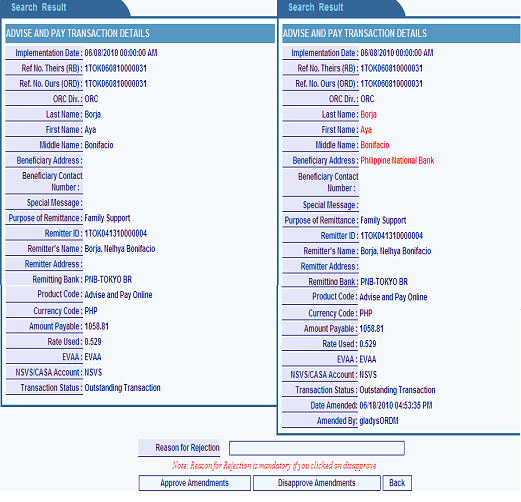 Search Result
ADVISE AND PAY TRANSACTION DETAILS
Implementation Date : 06/08/2010 00:00:00 AM
Ref No. Theirs (RB) : 1TOK060810000031
Ref. No. Ours (ORD) : 1TOK060810000031
ORC Div. : ORC
Last Name : Borja
First Name : Aya
Middle Name : Bonifacio
Beneficiary Address :
Beneficiary Contact
Number :
Special Message :
Purpose of Remittance : Family Support
Remitter ID : 1TOK041310000004
Remitter's Name : Borja, Nelhya Bonifacio
Remitter Address :
Remitting Bank : PNB-TOKYO BR
Product Code : Advise and Pay Online
Currency Code : PHP
Amount Payable : 1058.81
Rate Used : 0.529
EVAA : EVAA
NSVS/CASA Account : NSVS
Transaction Status : Outstanding Transaction
Search Result
ADVISE AND PAY TRANSACTION DETAILS
Implementation Date : 06/08/2010 00:00:00 AM
Ref No. Theirs (RB) : 1TOK060810000031
Ref. No. Ours (ORD) : 1TOK060810000031
ORC Div. : ORC
Last Name : Borja
First Name : Aya
Middle Name : Bonifacio
Beneficiary Address : Philippine National Bank
Beneficiary Contact
Number :
Special Message :
Purpose of Remittance : Family Support
Remitter ID : 1TOK041310000004
Remitter's Name : Borja, Nelhya Bonifacio
Remitter Address :
Remitting Bank : PNB-TOKYO BR
Product Code : Advise and Pay Online
Currency Code : PHP
Amount Payable : 1058.81
Rate Used : 0.529
EVAA : EVAA
NSVS/CASA Account : NSVS
Transaction Status : Outstanding Transaction
Date Amended: 06/18/2010 04:53:35 PM
Amended By: gladysORDM
Reason for Rejection
Note: Reason for Rejection is mandatory if you clicked on disapprove
Approve Amendments Disapprove Amendments Back